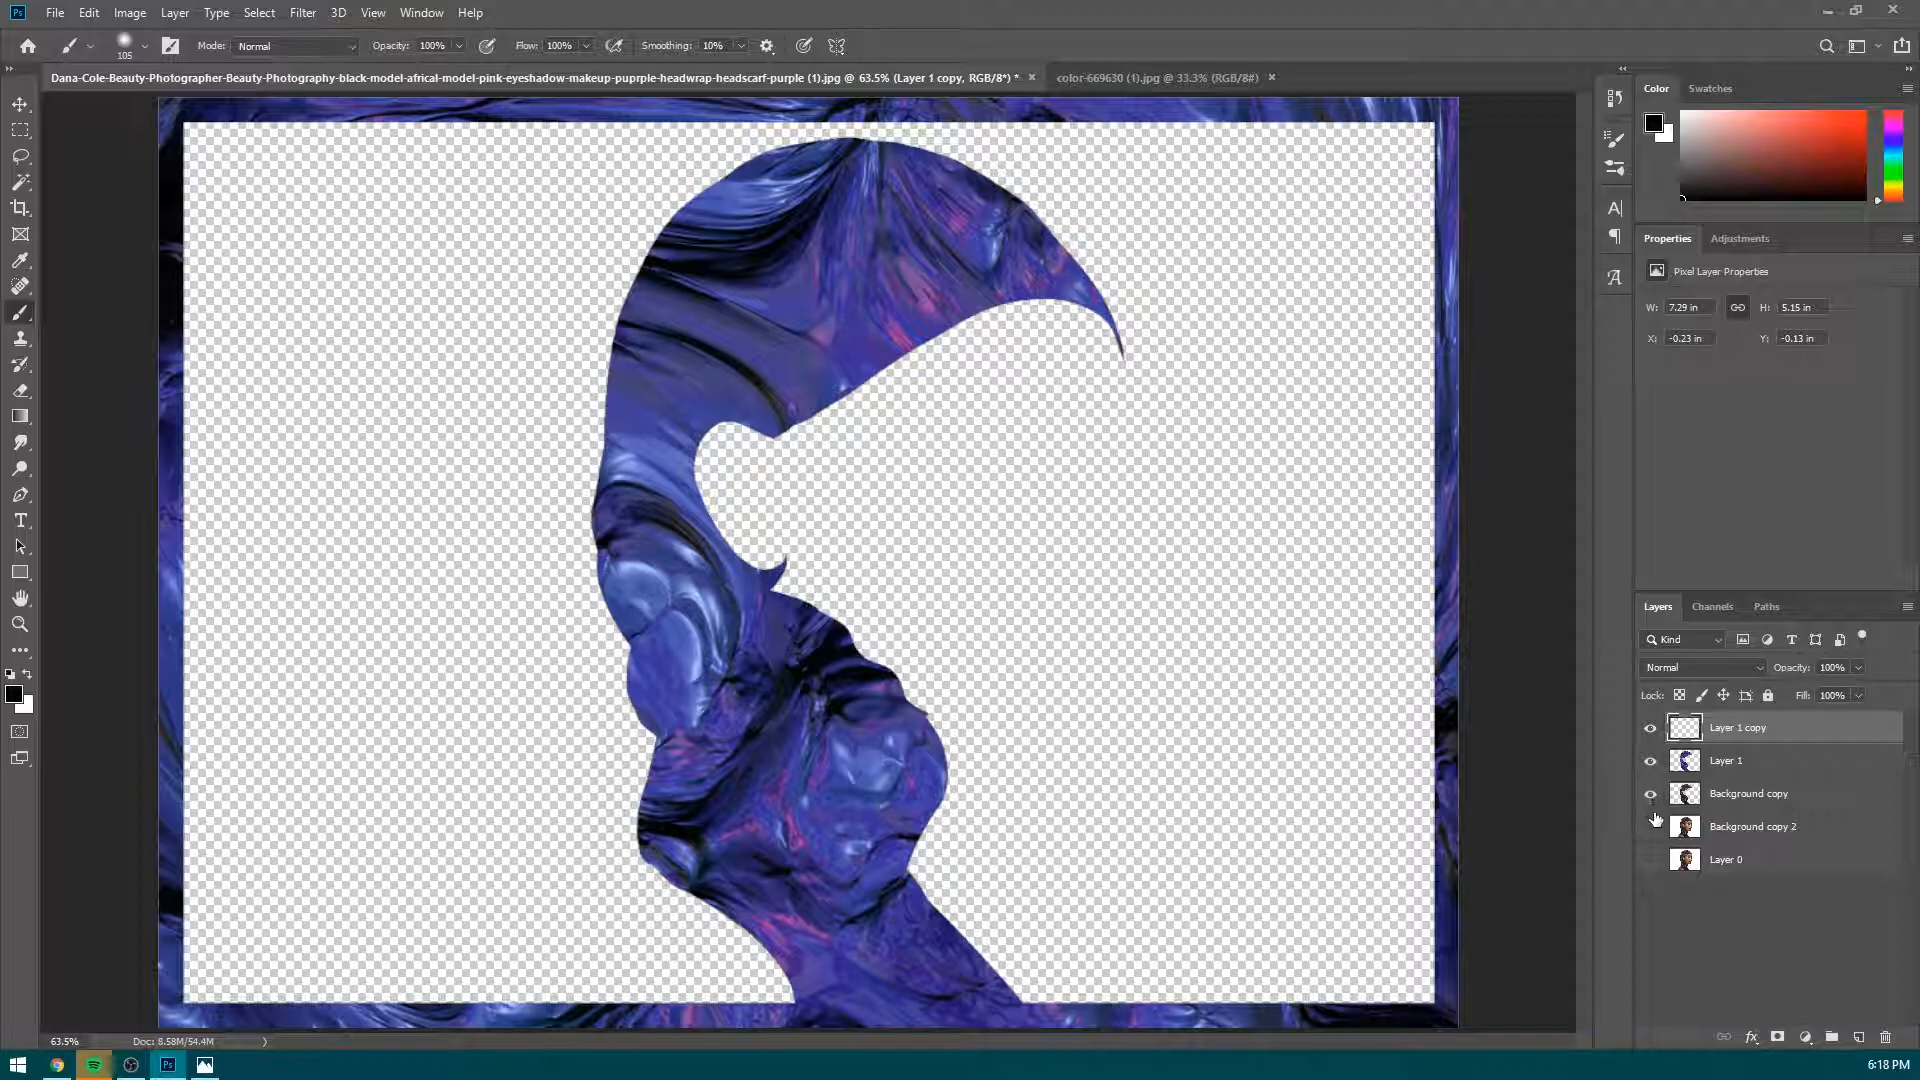 Ps File Edit Image Layer Type Select Filter 3D View Window Help
105 Mode: Normal Opacity: 100% Flow: 100% Smoothing: 10%
Dana-Cole-Beauty-Photographer-Beauty-Photography-black-model-africal-model-pink-eyeshadow-makeup-puprple-headwrap-headscarf-purple (1).jpg @ 63.5% (Layer 1 copy, RGB/8*) * × color-669630 (1).jpg @ 33.3% (RGB/8#) ×
Color Swatches
Properties Adjustments
Pixel Layer Properties
W: 7.29 in H: 5.15 in
X: -0.23 in Y: -0.13 in
Layers Channels Paths
Kind
Normal Opacity: 100%
Lock: Fill: 100%
Layer 1 copy
Layer 1
Background copy
Background copy 2
Layer 0
fx
63.5% Doc: 8.58M/54.4M
Ps 6:18 PM